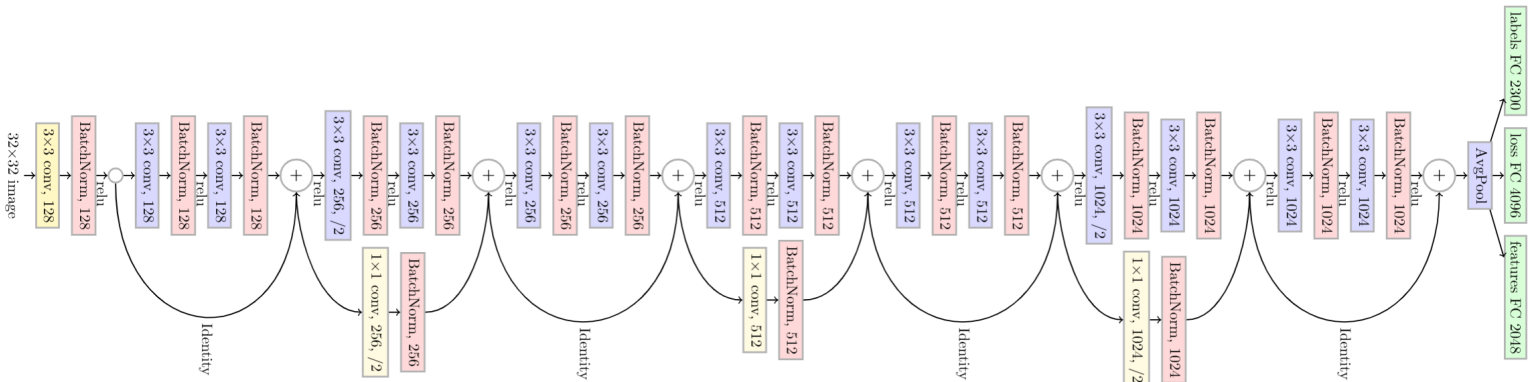 32×32 image
3×3 conv, 128
BatchNorm, 128
relu
3×3 conv, 128
BatchNorm, 128
relu
3×3 conv, 128
BatchNorm, 128
+
Identity
relu
3×3 conv, 256, /2
BatchNorm, 256
relu
3×3 conv, 256
BatchNorm, 256
1×1 conv, 256, /2
BatchNorm, 256
+
relu
3×3 conv, 256
BatchNorm, 256
relu
3×3 conv, 256
BatchNorm, 256
+
Identity
relu
3×3 conv, 512
BatchNorm, 512
relu
3×3 conv, 512
BatchNorm, 512
1×1 conv, 512
BatchNorm, 512
+
relu
3×3 conv, 512
BatchNorm, 512
relu
3×3 conv, 512
BatchNorm, 512
+
Identity
relu
3×3 conv, 1024, /2
BatchNorm, 1024
relu
3×3 conv, 1024
BatchNorm, 1024
1×1 conv, 1024, /2
BatchNorm, 1024
+
relu
3×3 conv, 1024
BatchNorm, 1024
relu
3×3 conv, 1024
BatchNorm, 1024
relu
+
Identity
AvgPool
labels FC 2300
loss FC 4096
features FC 2048